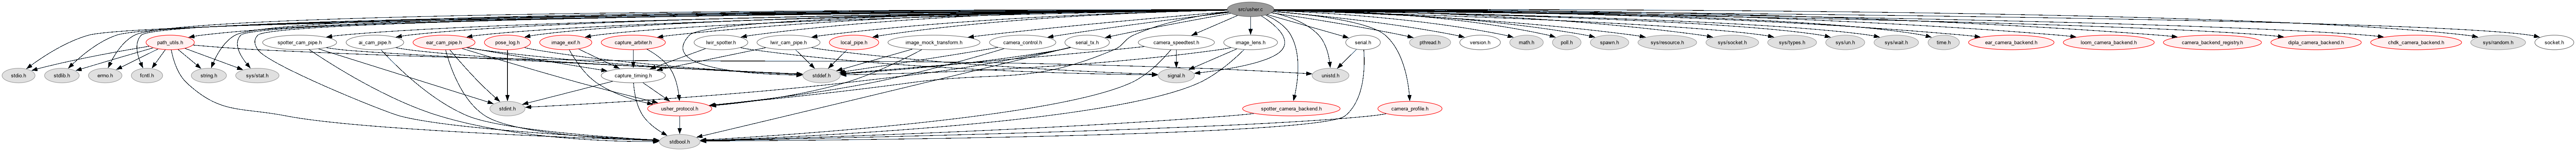 src/usher.c
path_utils.h
spotter_cam_pipe.h
ai_cam_pipe.h
ear_cam_pipe.h
pose_log.h
image_exif.h
capture_arbiter.h
lwir_spotter.h
lwir_cam_pipe.h
local_pipe.h
image_mock_transform.h
camera_control.h
serial_ts.h
camera_speedtest.h
image_lens.h
serial.h
pthread.h
version.h
math.h
poll.h
spawn.h
sys/resource.h
sys/socket.h
sys/types.h
sys/un.h
sys/wait.h
time.h
ear_camera_backend.h
loom_camera_backend.h
camera_backend_registry.h
dipla_camera_backend.h
chdk_camera_backend.h
sys/random.h
socket.h
stdio.h
stdlib.h
errno.h
fcntl.h
string.h
sys/stat.h
capture_timing.h
stddef.h
signal.h
unistd.h
stdint.h
usher_protocol.h
spotter_camera_backend.h
camera_profile.h
stdbool.h